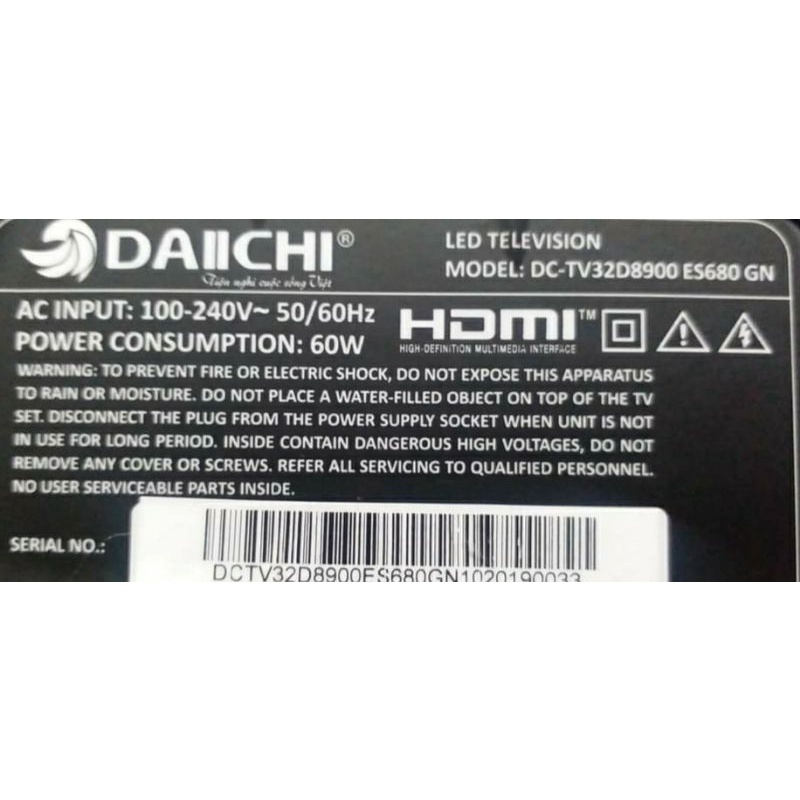 DAIICHI®
Tiện nghi cuộc sống Việt
LED TELEVISION
MODEL: DC-TV32D8900 ES680 GN
AC INPUT: 100-240V~ 50/60Hz
POWER CONSUMPTION: 60W
HDMI™
HIGH-DEFINITION MULTIMEDIA INTERFACE
WARNING: TO PREVENT FIRE OR ELECTRIC SHOCK, DO NOT EXPOSE THIS APPARATUS
TO RAIN OR MOISTURE. DO NOT PLACE A WATER-FILLED OBJECT ON TOP OF THE TV
SET. DISCONNECT THE PLUG FROM THE POWER SUPPLY SOCKET WHEN UNIT IS NOT
IN USE FOR LONG PERIOD. INSIDE CONTAIN DANGEROUS HIGH VOLTAGES, DO NOT
REMOVE ANY COVER OR SCREWS. REFER ALL SERVICING TO QUALIFIED PERSONNEL.
NO USER SERVICEABLE PARTS INSIDE.
SERIAL NO.:
DCTV32D8900ES680GN1020190033